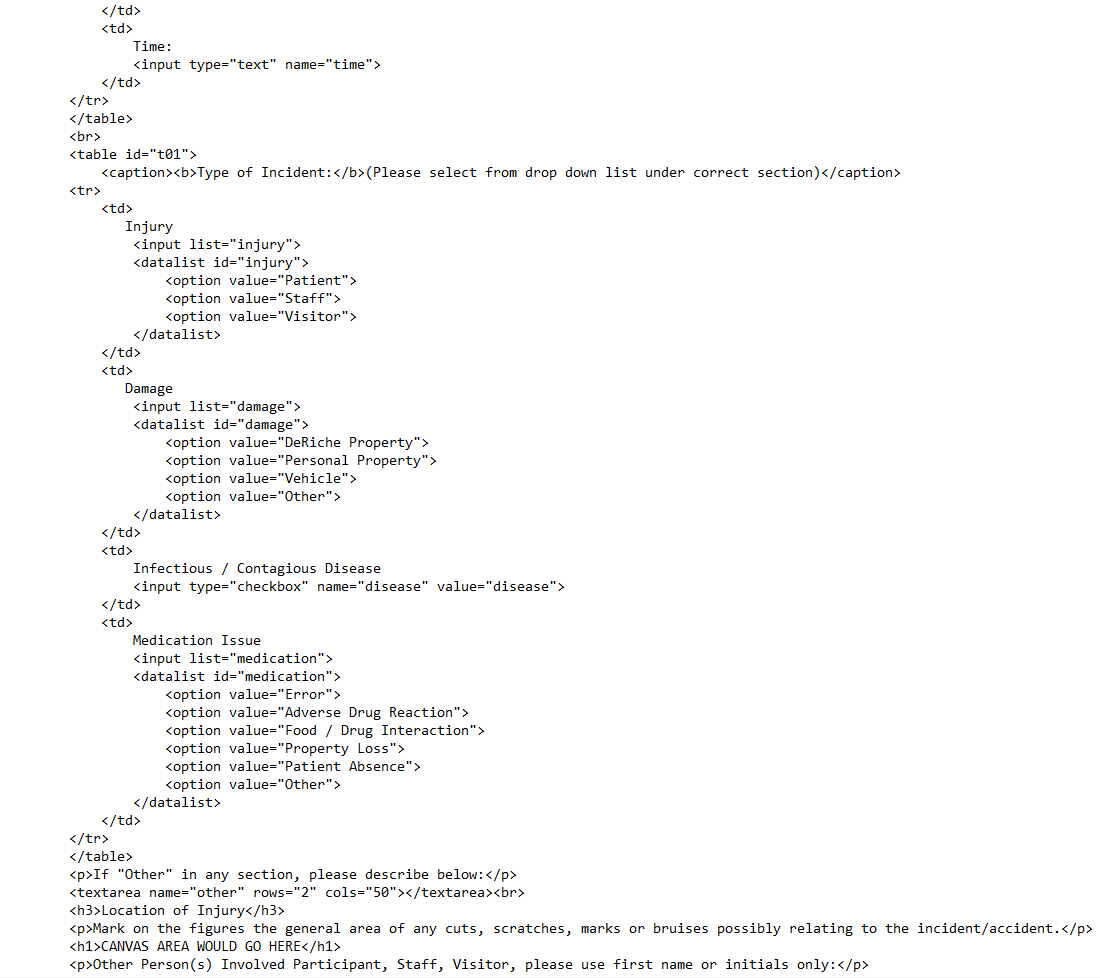 </td>
<td>
Time:
<input type="text" name="time">
</td>
</tr>
</table>
<br>
<table id="t01">
<caption><b>Type of Incident:</b>(Please select from drop down list under correct section)</caption>
<tr>
<td>
Injury
<input list="injury">
<datalist id="injury">
<option value="Patient">
<option value="Staff">
<option value="Visitor">
</datalist>
</td>
<td>
Damage
<input list="damage">
<datalist id="damage">
<option value="DeRiche Property">
<option value="Personal Property">
<option value="Vehicle">
<option value="Other">
</datalist>
</td>
<td>
Infectious / Contagious Disease
<input type="checkbox" name="disease" value="disease">
</td>
<td>
Medication Issue
<input list="medication">
<datalist id="medication">
<option value="Error">
<option value="Adverse Drug Reaction">
<option value="Food / Drug Interaction">
<option value="Property Loss">
<option value="Patient Absence">
<option value="Other">
</datalist>
</td>
</tr>
</table>
<p>If "Other" in any section, please describe below:</p>
<textarea name="other" rows="2" cols="50"></textarea><br>
<h3>Location of Injury</h3>
<p>Mark on the figures the general area of any cuts, scratches, marks or bruises possibly relating to the incident/accident.</p>
<h1>CANVAS AREA WOULD GO HERE</h1>
<p>Other Person(s) Involved Participant, Staff, Visitor, please use first name or initials only:</p>